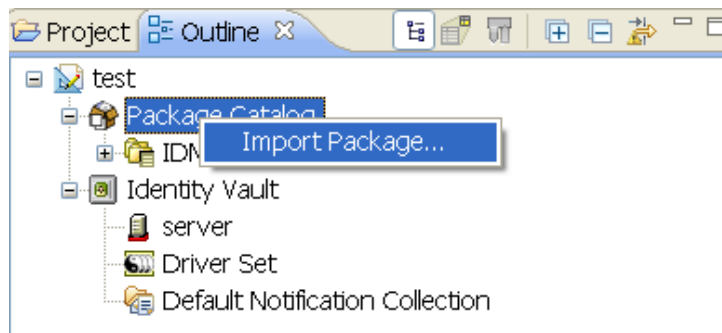 Project Outline
test
Package Catalog
Import Package...
Identity Vault
server
Driver Set
Default Notification Collection